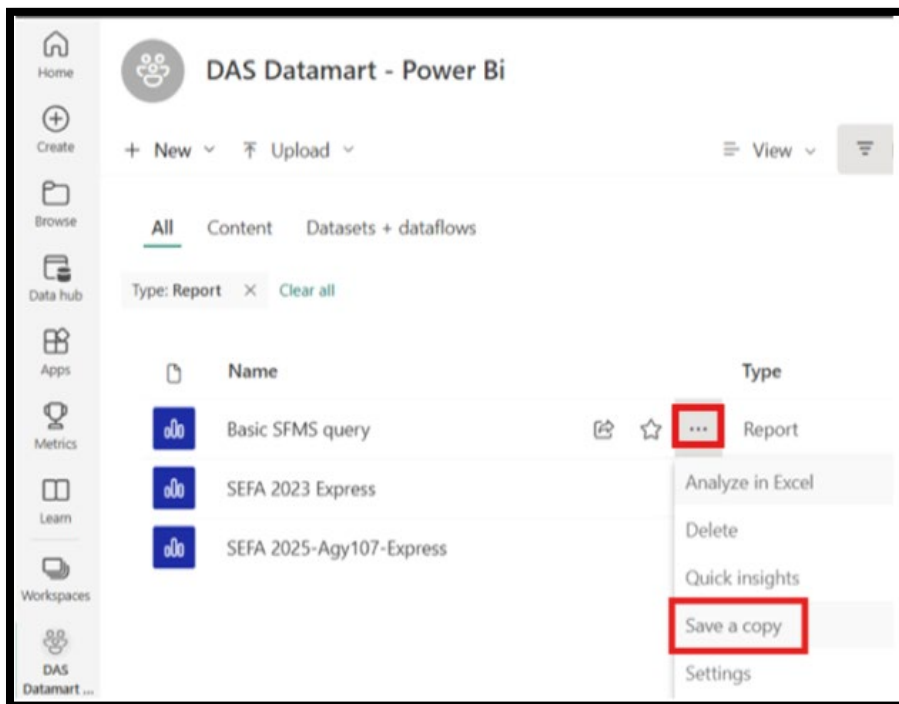 Home
Create
Browse
Data hub
Apps
Metrics
Learn
Workspaces
DAS
Datamart ...
DAS Datamart - Power Bi
+ New
Upload
View
All Content Datasets + dataflows
Type: Report × Clear all
Name Type
Basic SFMS query ... Report
SEFA 2023 Express
SEFA 2025-Agy107-Express
Analyze in Excel
Delete
Quick insights
Save a copy
Settings